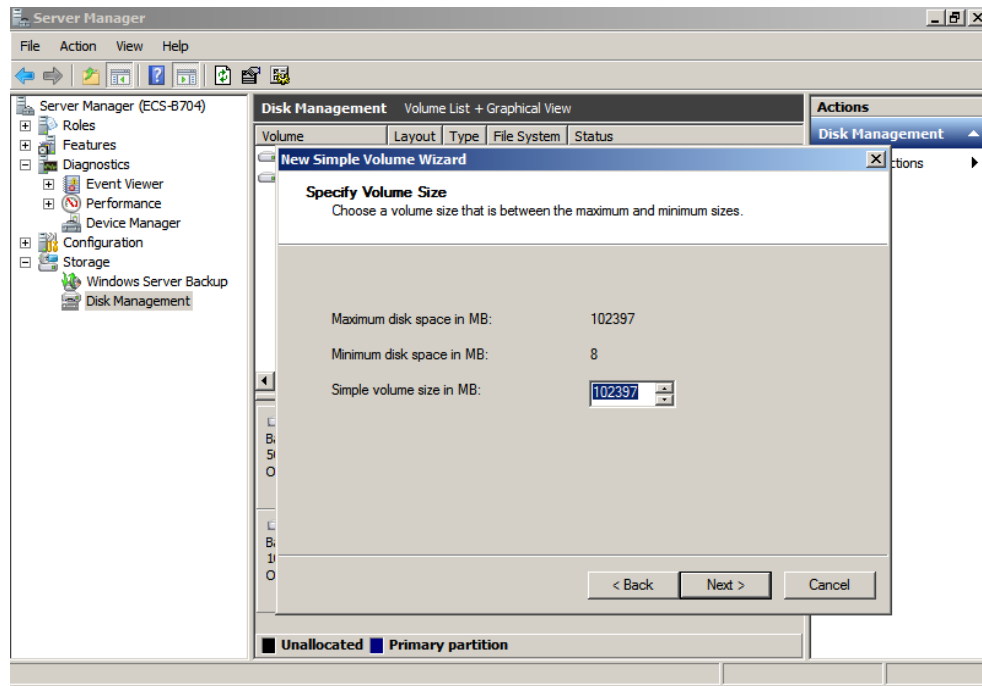 Server Manager
File Action View Help
Server Manager (ECS-B704)
Roles
Features
Diagnostics
Event Viewer
Performance
Device Manager
Configuration
Storage
Windows Server Backup
Disk Management
Disk Management Volume List + Graphical View
Volume Layout Type File System Status
New Simple Volume Wizard
Specify Volume Size
Choose a volume size that is between the maximum and minimum sizes.
Maximum disk space in MB: 102397
Minimum disk space in MB: 8
Simple volume size in MB: 102397
< Back Next > Cancel
Unallocated Primary partition
Actions
Disk Management